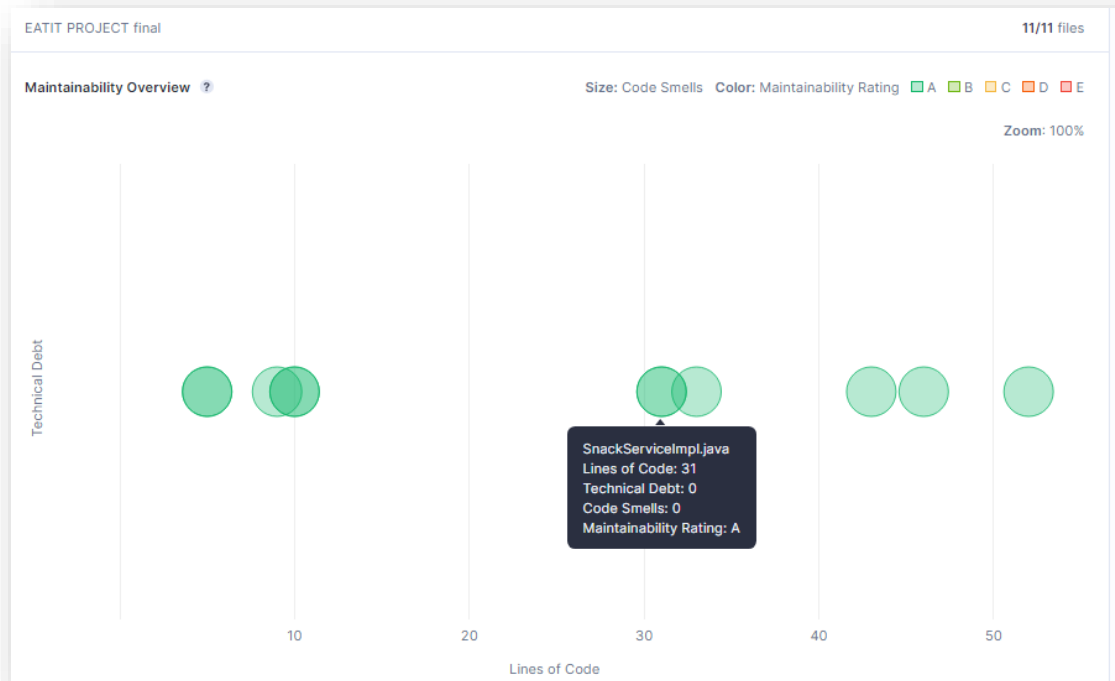 EATIT PROJECT final 11/11 files
Maintainability Overview ? Size: Code Smells Color: Maintainability Rating A B C D E
Zoom: 100%
Technical Debt
SnackServiceImpl.java
Lines of Code: 31
Technical Debt: 0
Code Smells: 0
Maintainability Rating: A
10 20 30 40 50
Lines of Code